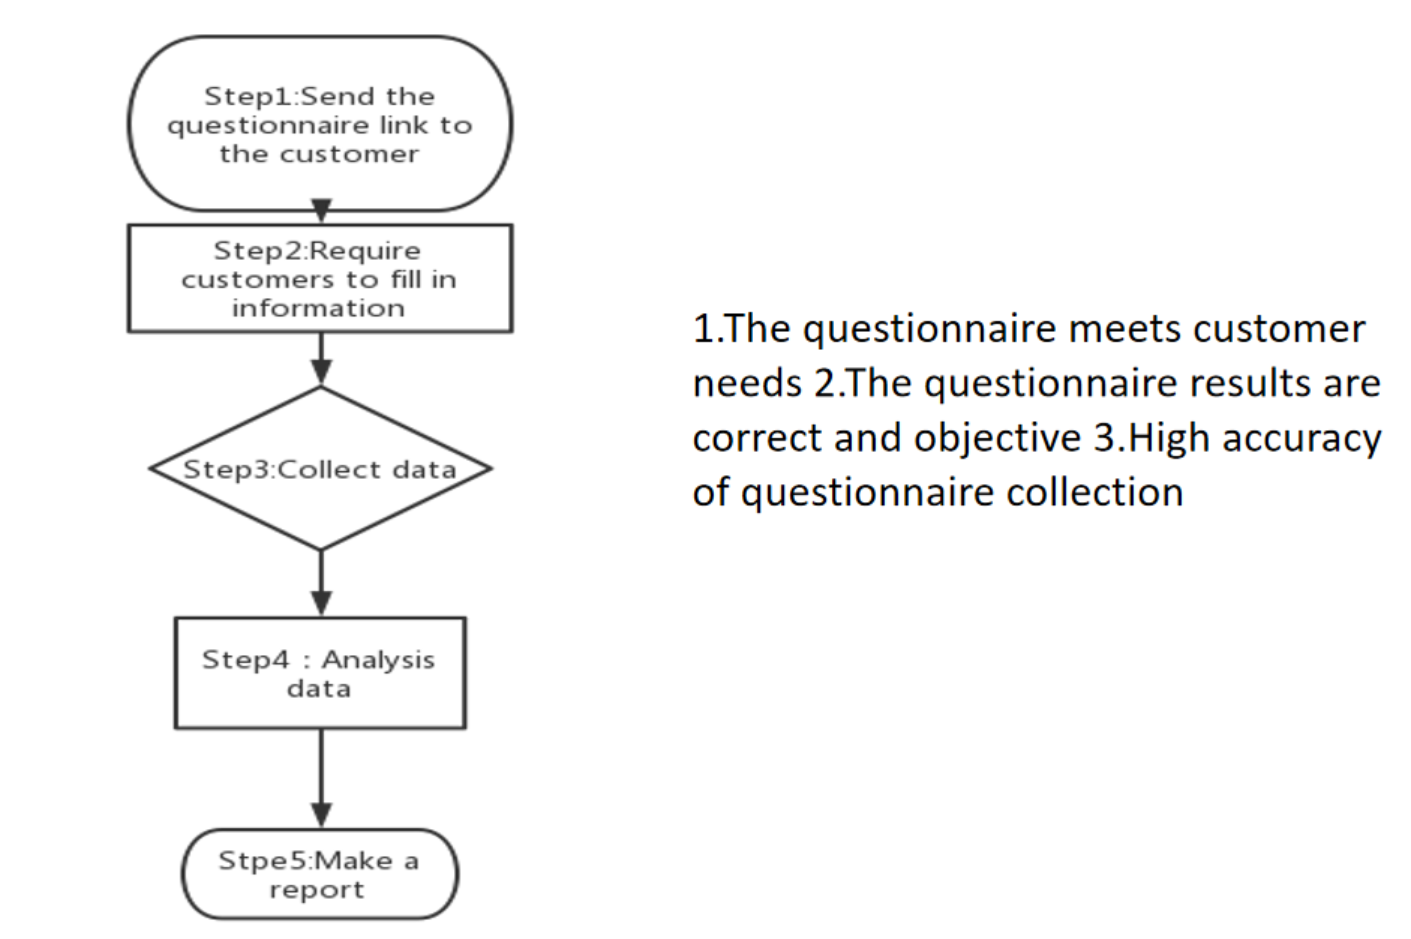 Step1:Send the
questionnaire link to
the customer
Step2:Require
customers to fill in
information
Step3:Collect data
Step4 : Analysis
data
Stpe5:Make a
report
1.The questionnaire meets customer
needs 2.The questionnaire results are
correct and objective 3.High accuracy
of questionnaire collection